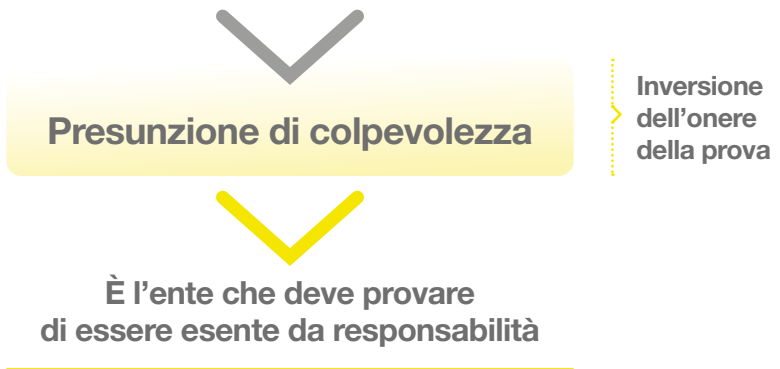 Presunzione di colpevolezza
Inversione
dell’onere
della prova
È l’ente che deve provare
di essere esente da responsabilità